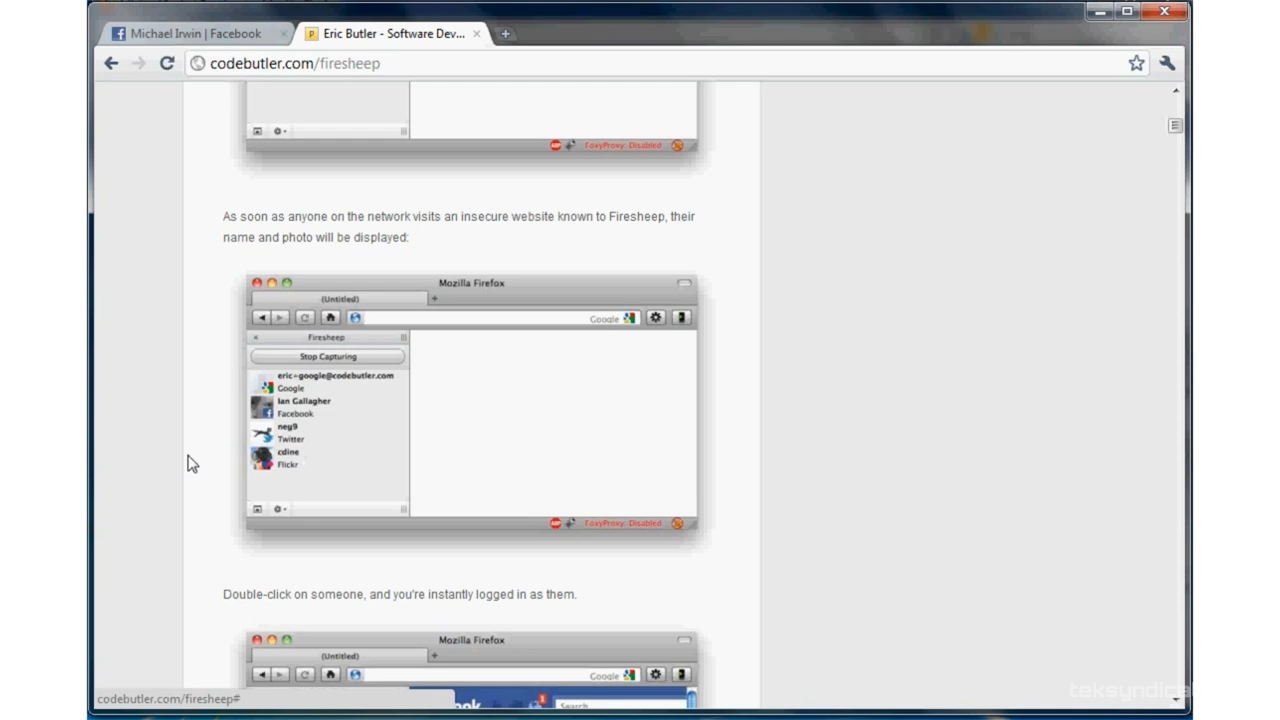 Michael Irwin | Facebook
Eric Butler - Software Dev...
codebutler.com/firesheep
FoxyProxy: Disabled
As soon as anyone on the network visits an insecure website known to Firesheep, their
name and photo will be displayed:
Mozilla Firefox
(Untitled)
Google
Firesheep
Stop Capturing
eric+google@codebutler.com
Google
Ian Gallagher
Facebook
neg9
Twitter
cdine
Flickr
FoxyProxy: Disabled
Double-click on someone, and you're instantly logged in as them.
Mozilla Firefox
(Untitled)
Google
Search
codebutler.com/firesheep#